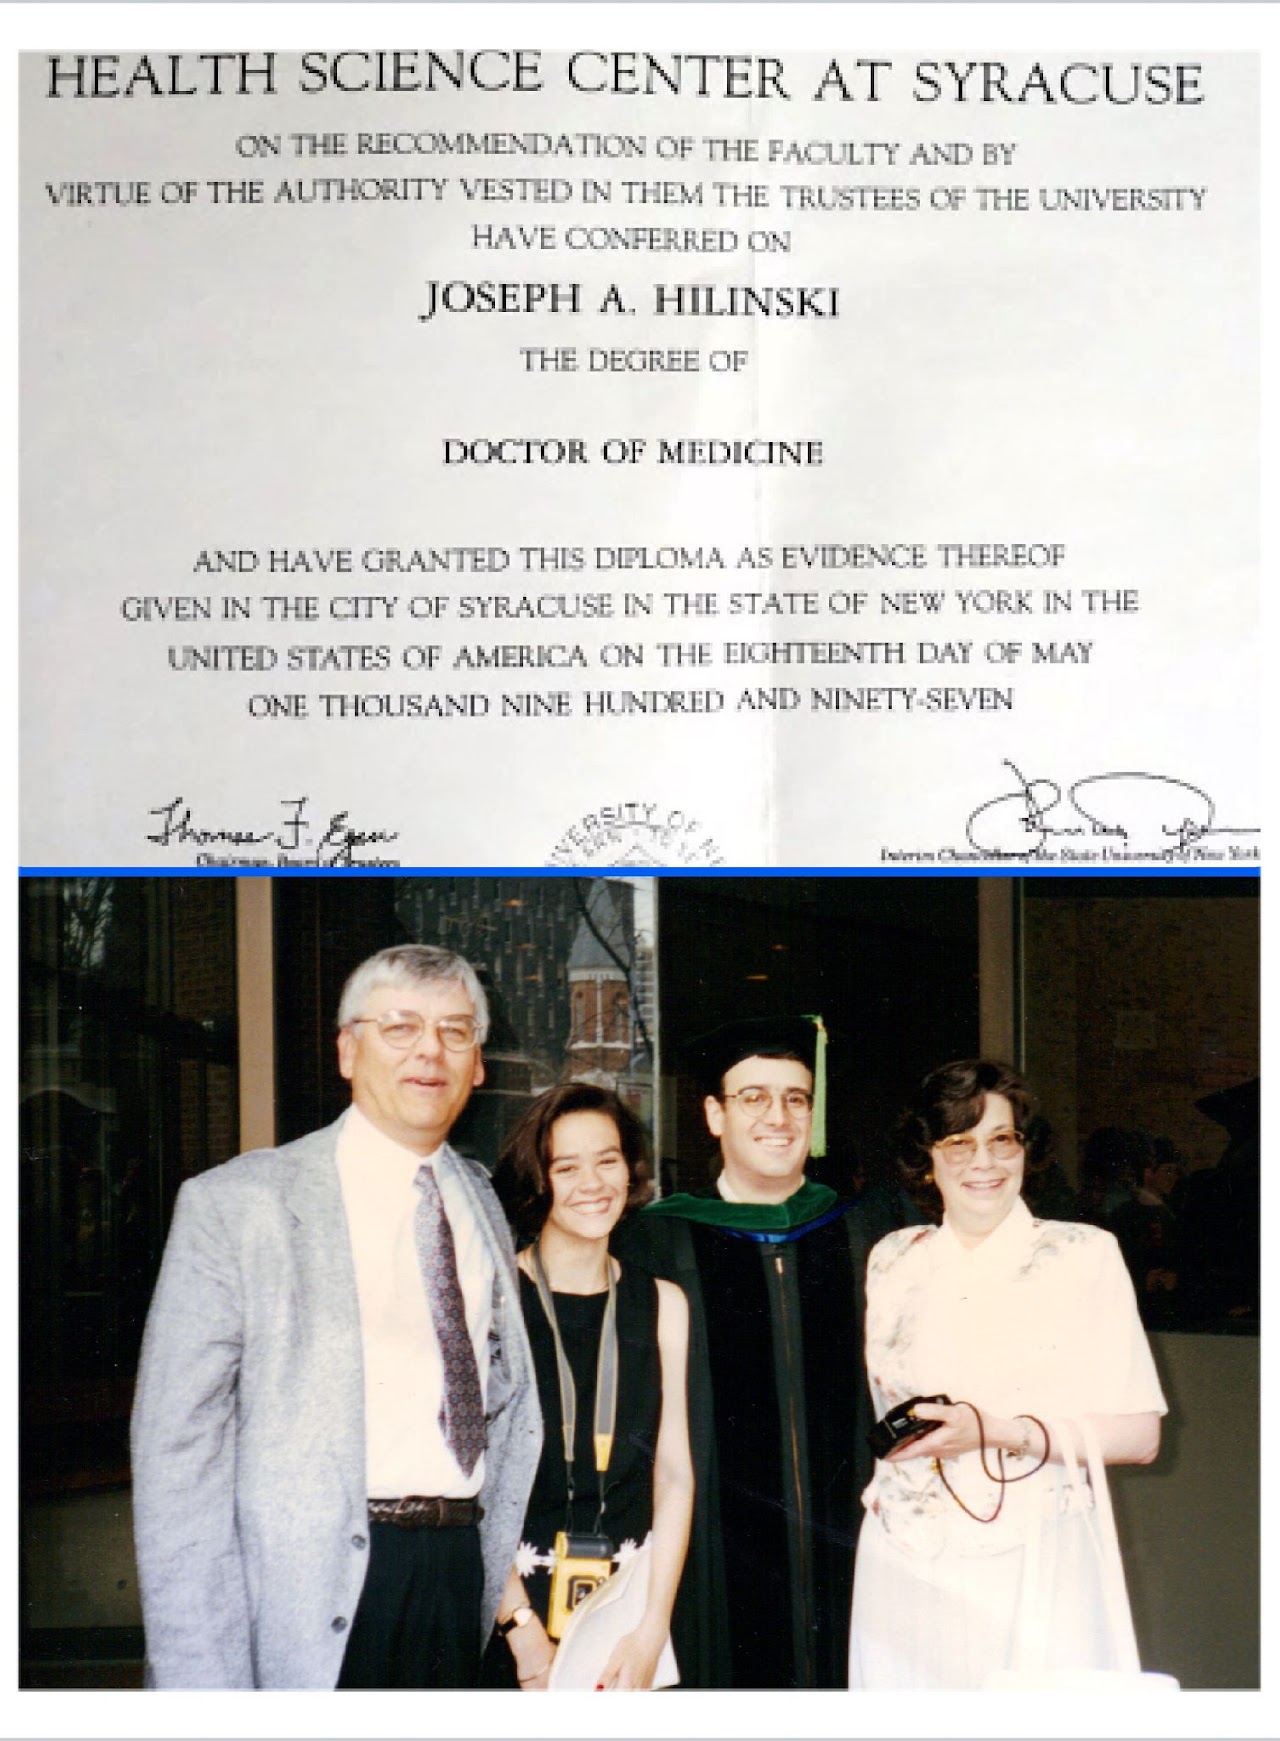 HEALTH SCIENCE CENTER AT SYRACUSE
ON THE RECOMMENDATION OF THE FACULTY AND BY
VIRTUE OF THE AUTHORITY VESTED IN THEM THE TRUSTEES OF THE UNIVERSITY
HAVE CONFERRED ON
JOSEPH A. HILINSKI
THE DEGREE OF
DOCTOR OF MEDICINE
AND HAVE GRANTED THIS DIPLOMA AS EVIDENCE THEREOF
GIVEN IN THE CITY OF SYRACUSE IN THE STATE OF NEW YORK IN THE
UNITED STATES OF AMERICA ON THE EIGHTEENTH DAY OF MAY
ONE THOUSAND NINE HUNDRED AND NINETY-SEVEN
Thomas F. Egan
Chairman, Board of Trustees
VERSITY OF
Interim Chancellor of the State University of New York